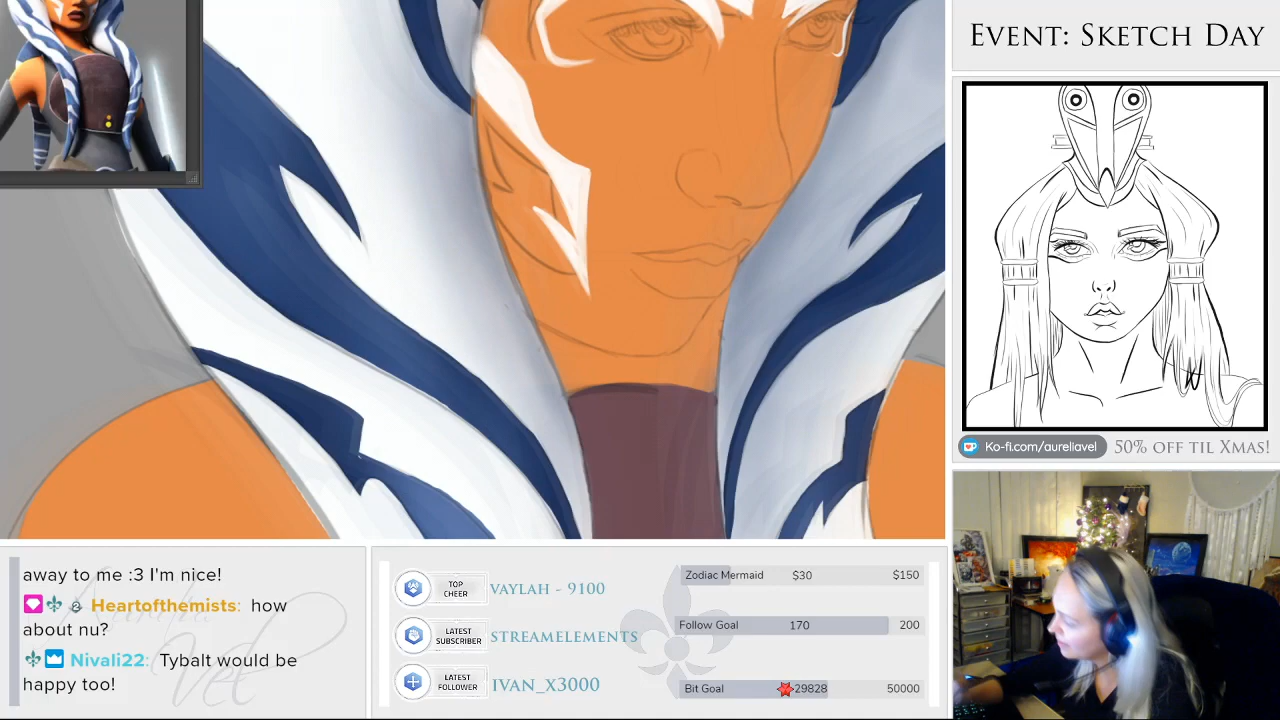 EVENT: SKETCH DAY
Ko-fi.com/aureliavel
50% OFF TIL XMAS!
away to me :3 I'm nice!
Heartofthemists: how
about nu?
Nivali22: Tybalt would be
happy too!
TOP
CHEER
VAYLAH - 9100
LATEST
SUBSCRIBER
STREAMELEMENTS
LATEST
FOLLOWER
IVAN_X3000
Zodiac Mermaid $30 $150
Follow Goal 170 200
Bit Goal 29828 50000